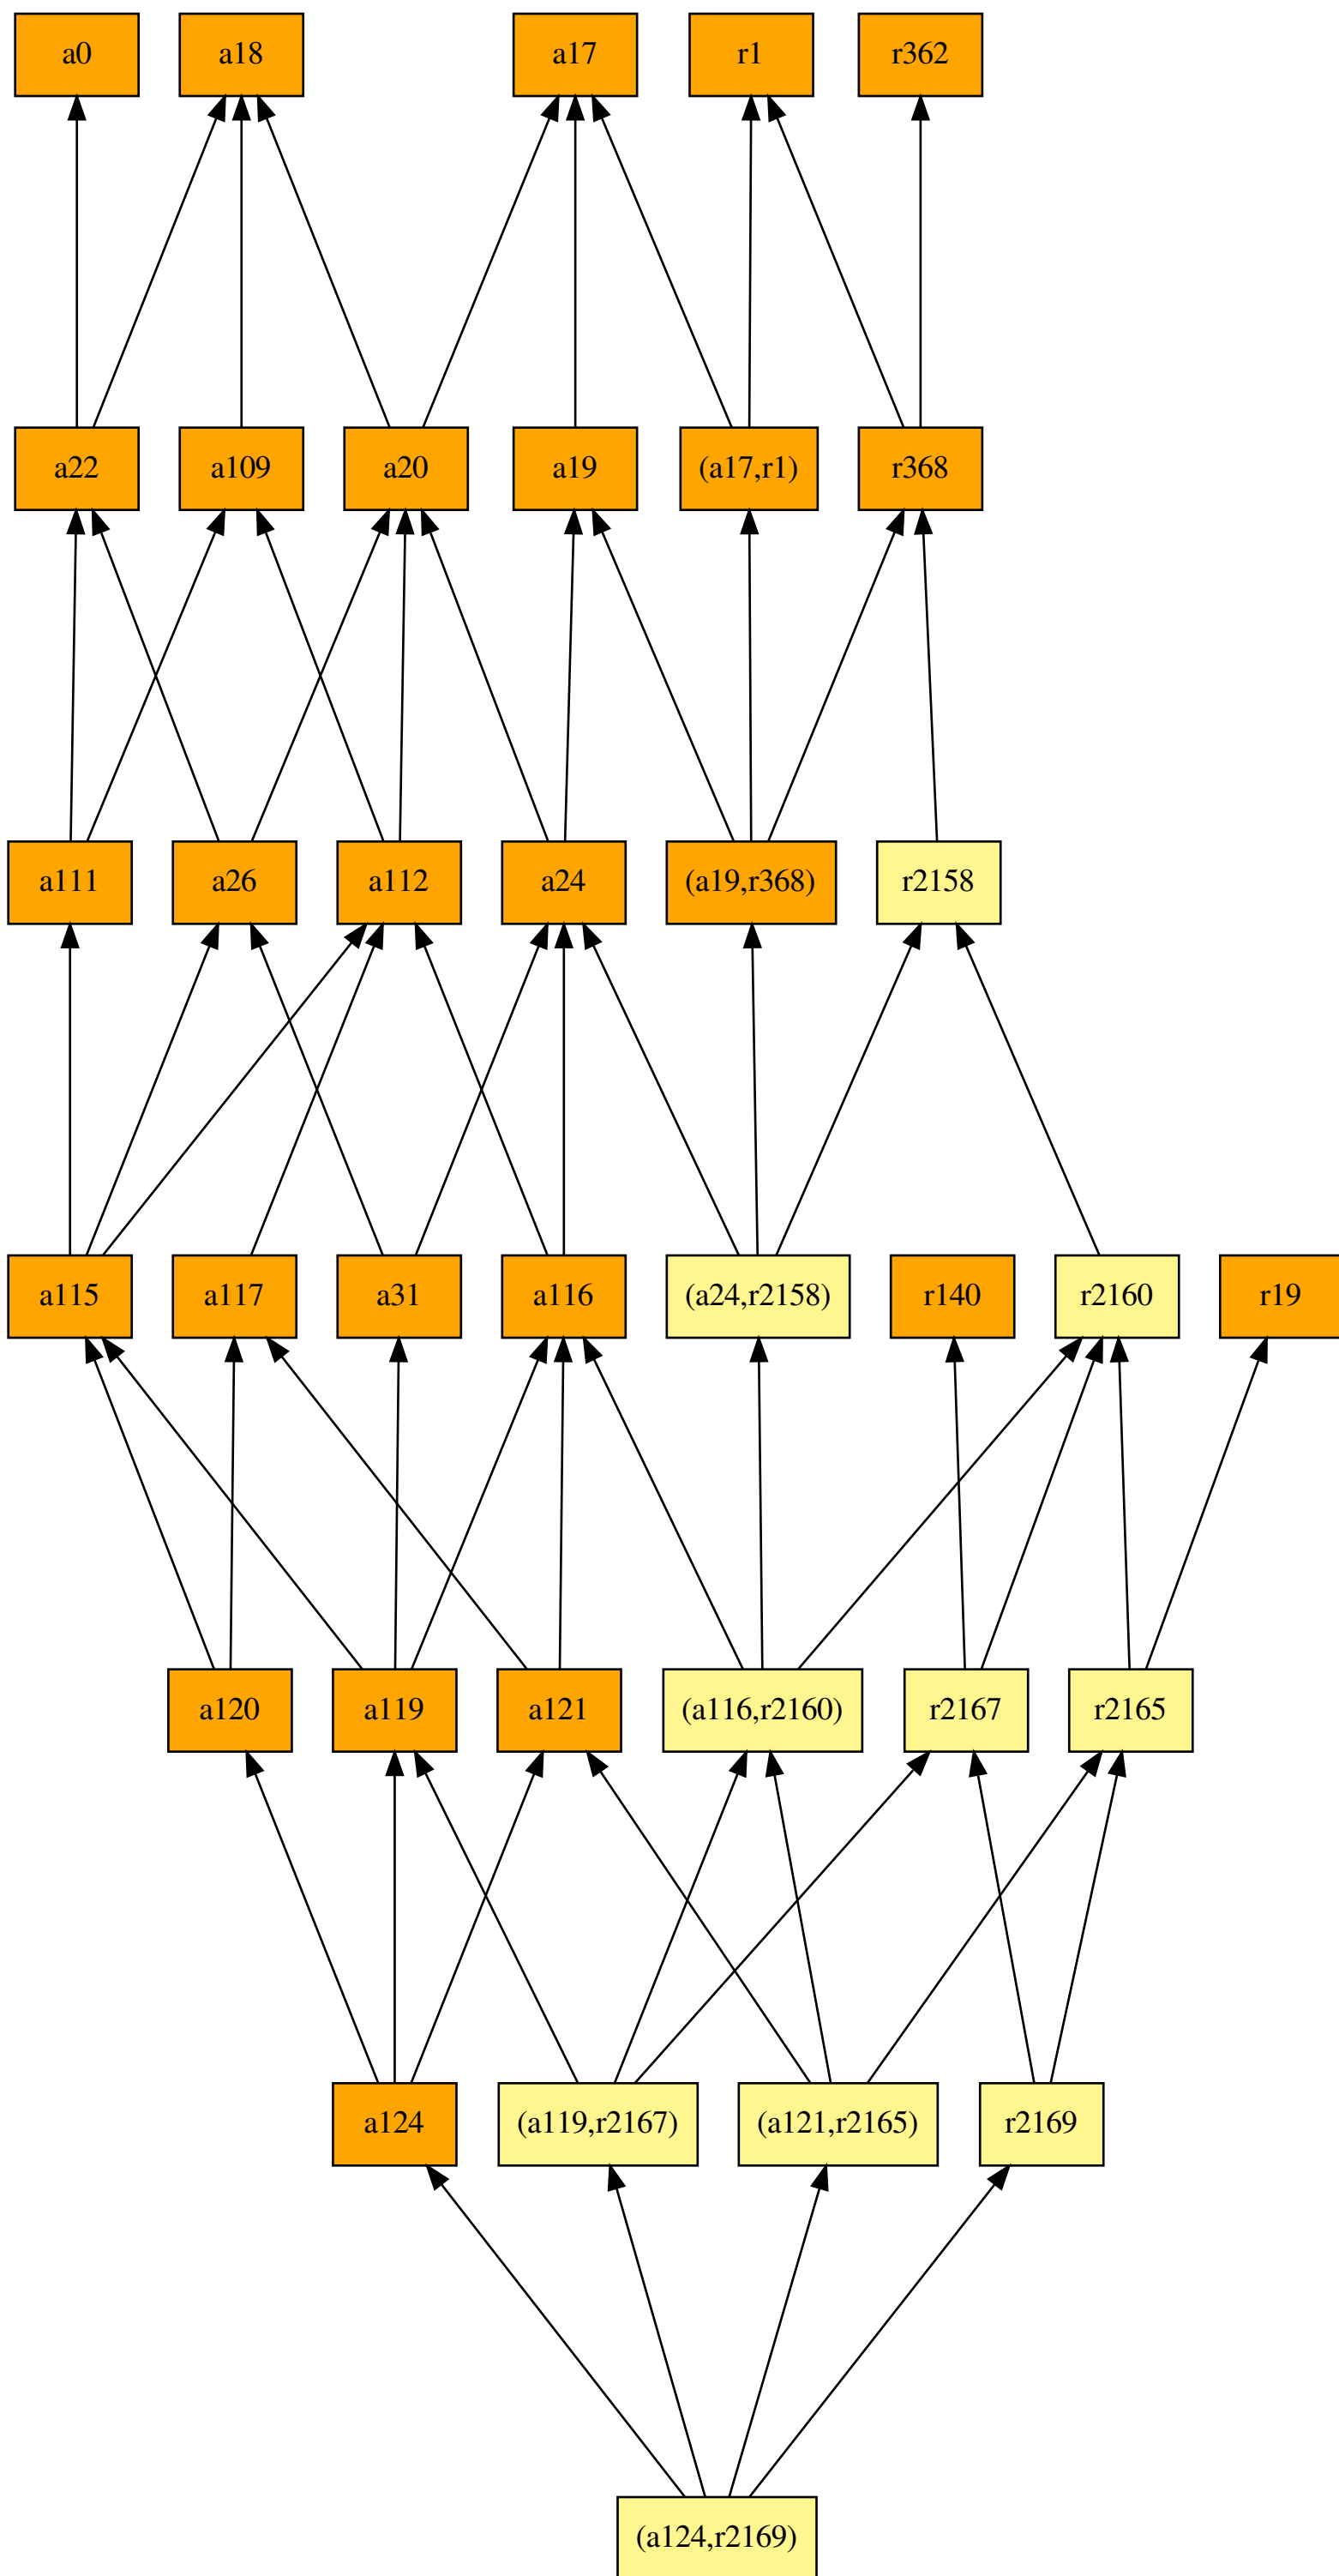 a0 a18 a17 r1 r362
a22 a109 a20 a19 (a17,r1) r368
a111 a26 a112 a24 (a19,r368) r2158
a115 a117 a31 a116 (a24,r2158) r140 r2160 r19
a120 a119 a121 (a116,r2160) r2167 r2165
a124 (a119,r2167) (a121,r2165) r2169
(a124,r2169)